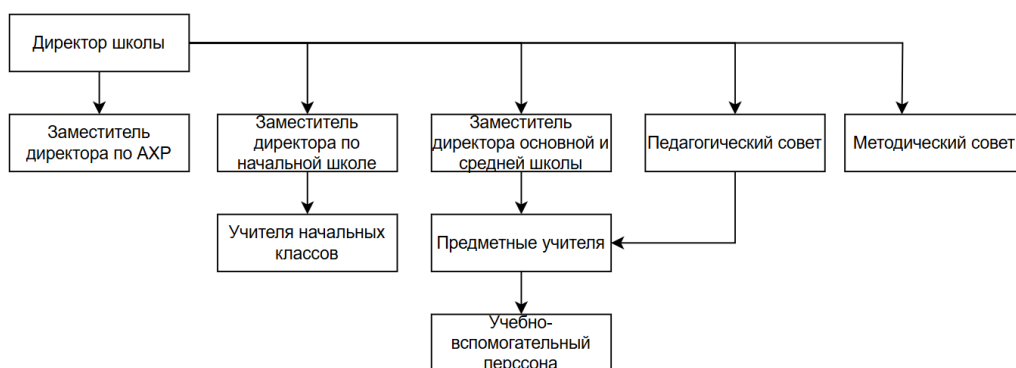 Директор школы
Заместитель
директора по АХР
Заместитель
директора по
начальной школе
Заместитель
директора основной и
средней школы
Педагогический совет
Методический совет
Учителя начальных
классов
Предметные учителя
Учебно-
вспомогательный
перссона